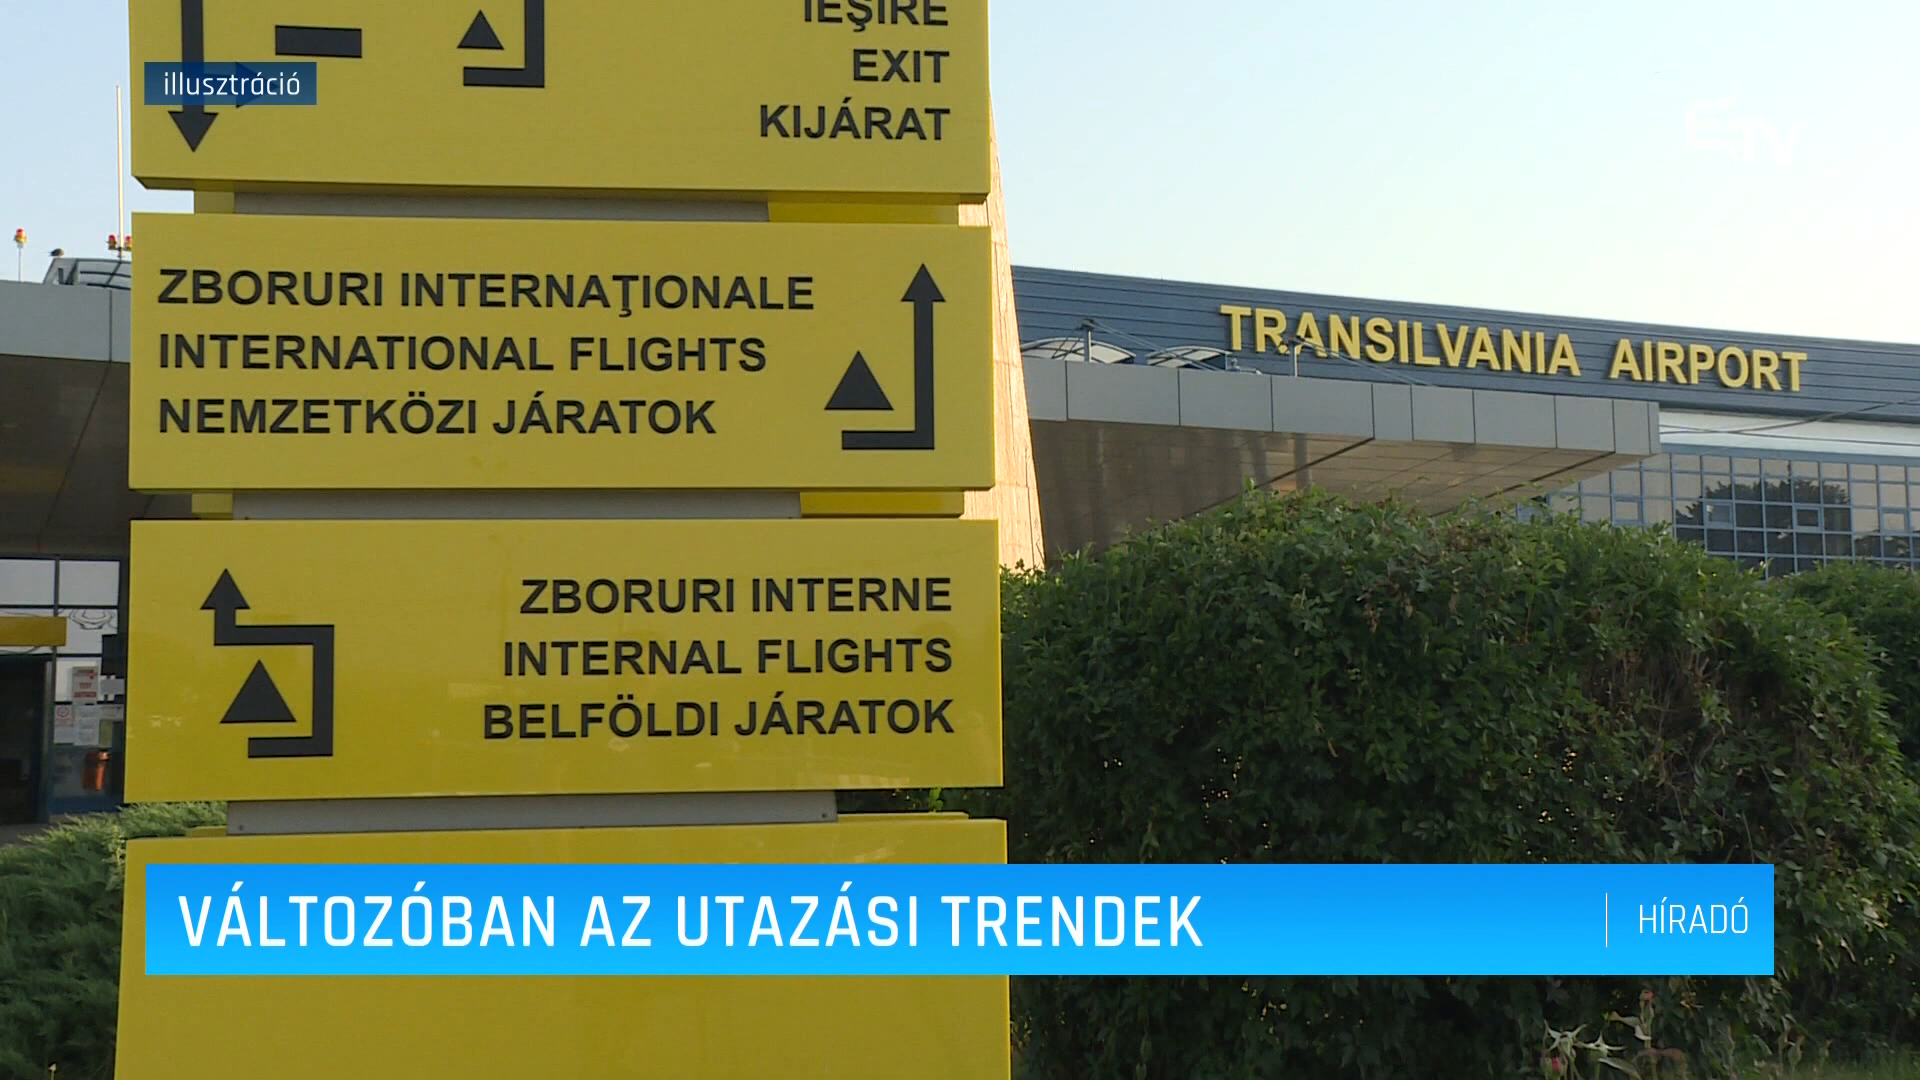 IEŞIRE
EXIT
KIJÁRAT
illusztráció
ETV
ZBORURI INTERNAŢIONALE
INTERNATIONAL FLIGHTS
NEMZETKÖZI JÁRATOK
TRANSILVANIA AIRPORT
ZBORURI INTERNE
INTERNAL FLIGHTS
BELFÖLDI JÁRATOK
VÁLTOZÓBAN AZ UTAZÁSI TRENDEK
HÍRADÓ